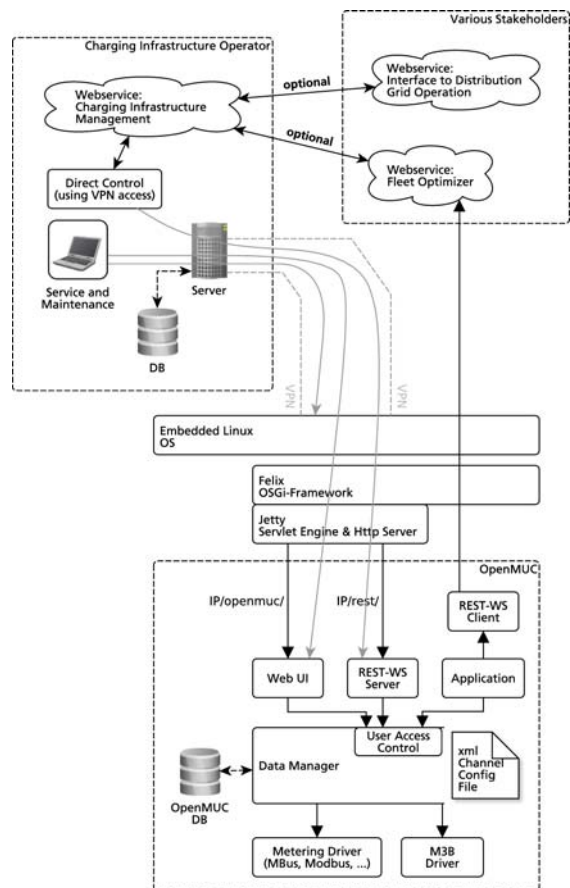 Various Stakeholders
Charging Infrastructure Operator
Webservice:
Charging Infrastructure
Management
optional
Webservice:
Interface to Distribution
Grid Operation
optional
Webservice:
Fleet Optimizer
Direct Control
(using VPN access)
Service and
Maintenance
Server
DB
VPN
VPN
Embedded Linux
OS
Felix
OSGi-Framework
Jetty
Servlet Engine & Http Server
OpenMUC
IP/openmuc/
IP/rest/
REST-WS
Client
Web UI
REST-WS
Server
Application
User Access
Control
Data Manager
xml
Channel
Config
File
OpenMUC
DB
Metering Driver
(MBus, Modbus, ...)
M3B
Driver